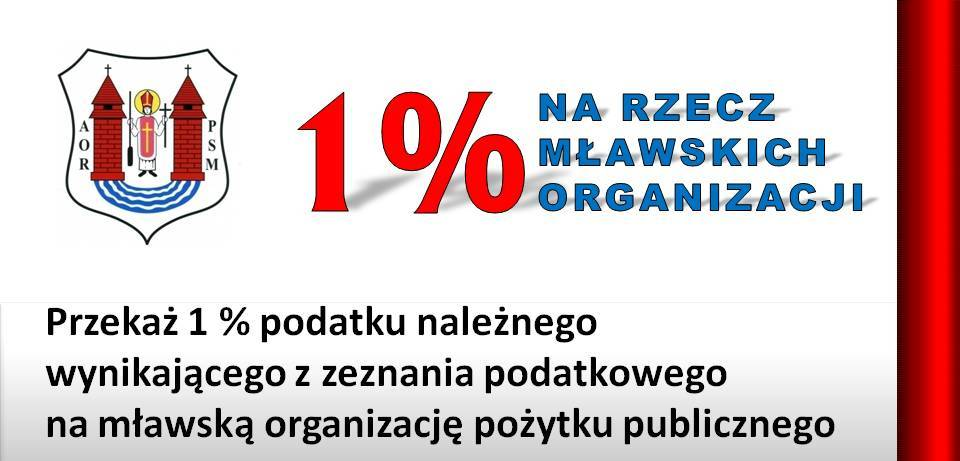 AOR
PSM
1%
NA RZECZ
MŁAWSKICH
ORGANIZACJI
Przekaż 1 % podatku należnego
wynikającego z zeznania podatkowego
na mławską organizację pożytku publicznego